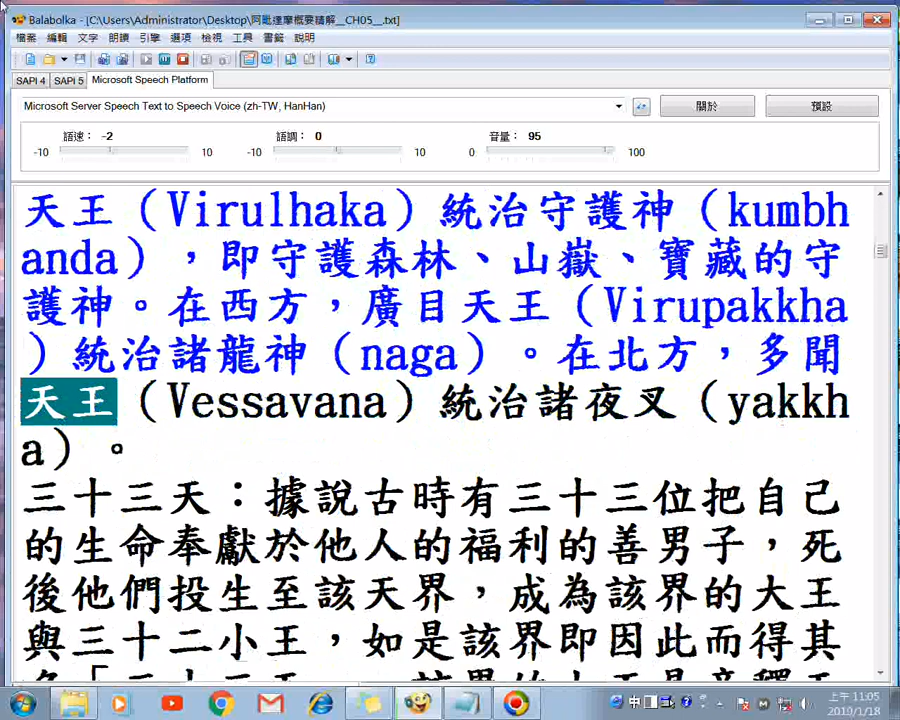 Balabolka - [C:\Users\Administrator\Desktop\阿毗達摩概要精解__CH05__.txt]
檔案 編輯 文字 朗讀 引擎 選項 檢視 工具 書籤 說明
SAPI 4 SAPI 5 Microsoft Speech Platform
Microsoft Server Speech Text to Speech Voice (zh-TW, HanHan) 關於 預設
語速： -2 語調： 0 音量： 95
-10 10 -10 10 0 100
天王（Virulhaka）統治守護神（kumbh
anda），即守護森林、山嶽、寶藏的守
護神。在西方，廣目天王（Virupakkha
）統治諸龍神（naga）。在北方，多聞
天王（Vessavana）統治諸夜叉（yakkh
a）。
三十三天：據說古時有三十三位把自己
的生命奉獻於他人的福利的善男子，死
後他們投生至該天界，成為該界的大王
與三十二小王，如是該界即因此而得其
中
上午 11:05
2019/1/18